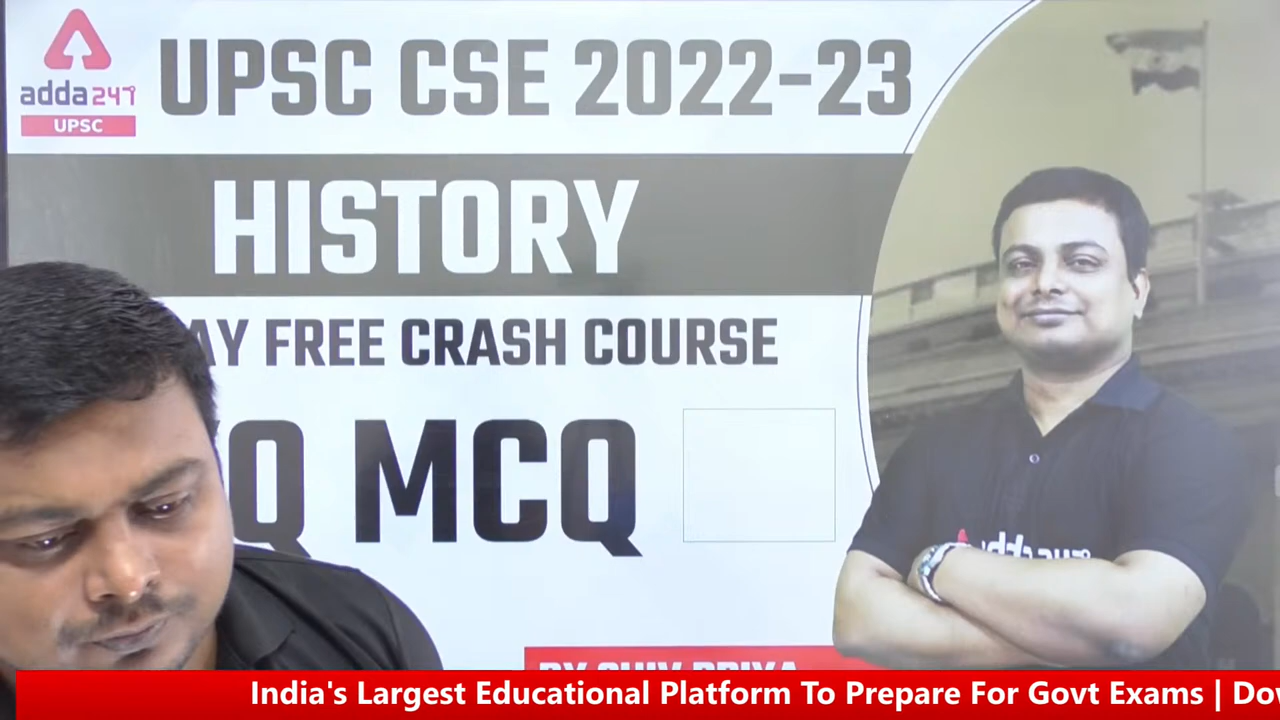 adda247
UPSC
UPSC CSE 2022-23
HISTORY
FREE CRASH COURSE
MCQ
India's Largest Educational Platform To Prepare For Govt Exams |